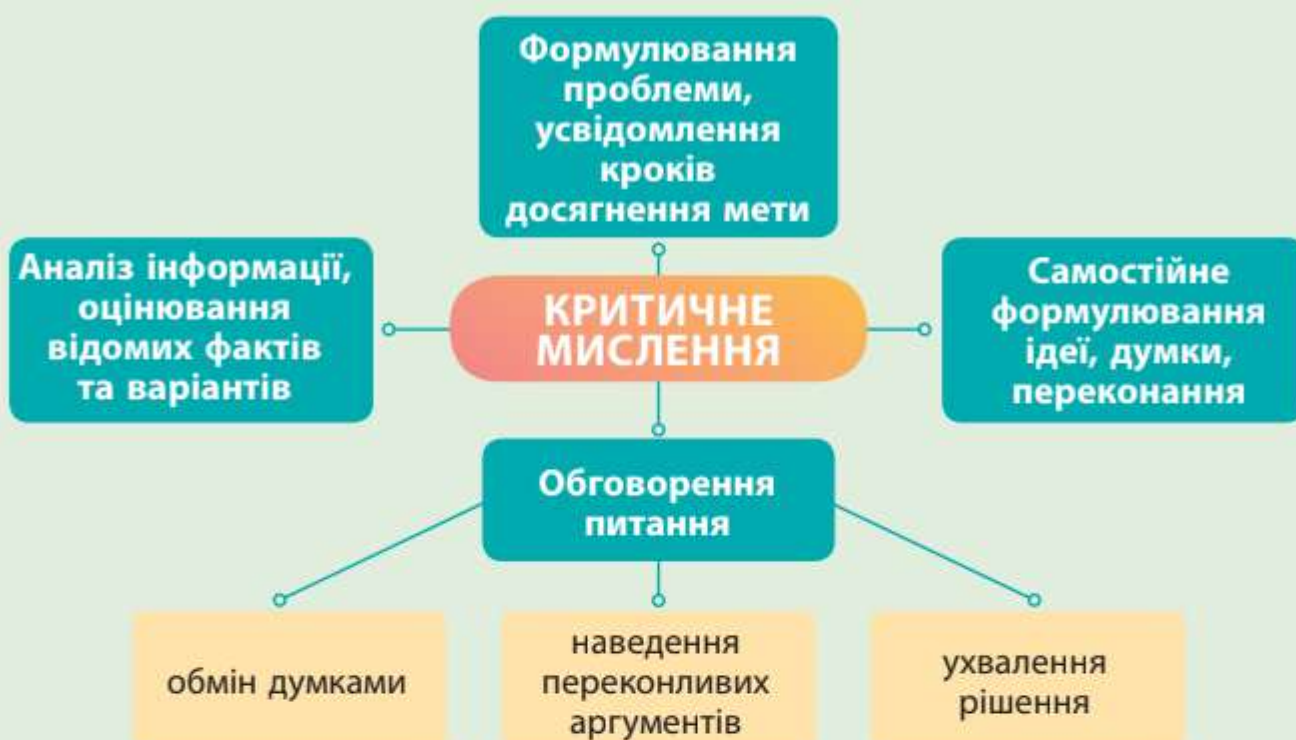 Формулювання
проблеми,
усвідомлення
кроків
досягнення мети
Аналіз інформації,
оцінювання
відомих фактів
та варіантів
КРИТИЧНЕ
МИСЛЕННЯ
Самостійне
формулювання
ідеї, думки,
переконання
Обговорення
питання
обмін думками
наведення
переконливих
аргументів
ухвалення
рішення